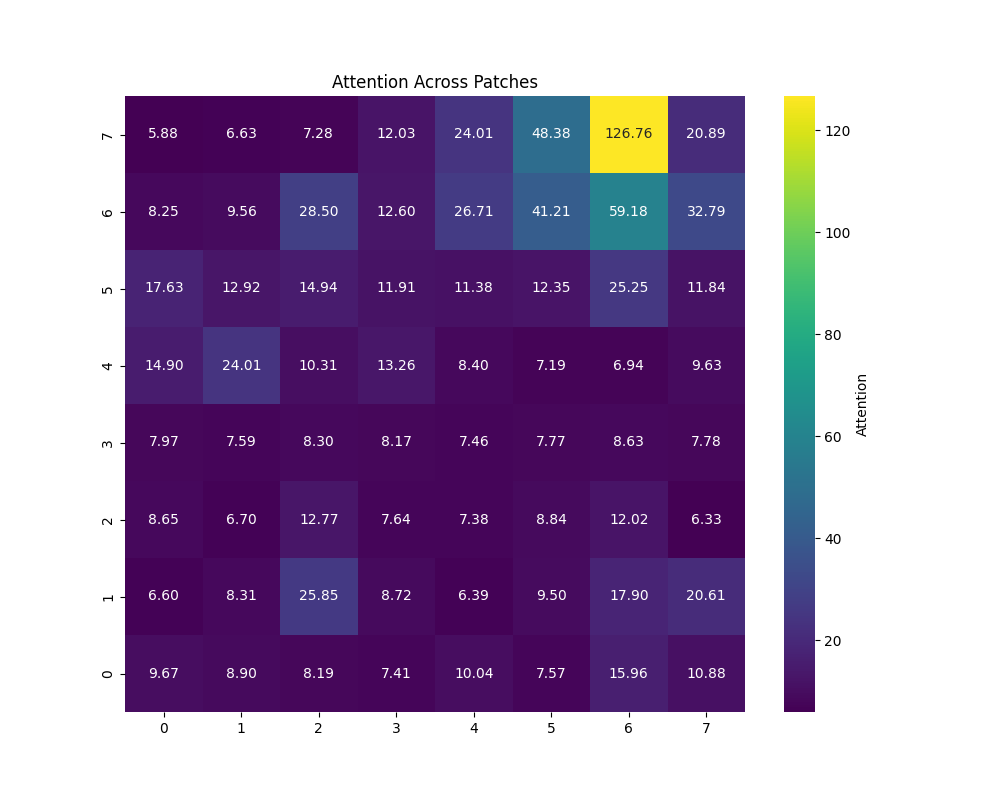 Attention Across Patches
7 5.88 6.63 7.28 12.03 24.01 48.38 126.76 20.89
6 8.25 9.56 28.50 12.60 26.71 41.21 59.18 32.79
5 17.63 12.92 14.94 11.91 11.38 12.35 25.25 11.84
4 14.90 24.01 10.31 13.26 8.40 7.19 6.94 9.63
3 7.97 7.59 8.30 8.17 7.46 7.77 8.63 7.78
2 8.65 6.70 12.77 7.64 7.38 8.84 12.02 6.33
1 6.60 8.31 25.85 8.72 6.39 9.50 17.90 20.61
0 9.67 8.90 8.19 7.41 10.04 7.57 15.96 10.88
0 1 2 3 4 5 6 7
120
100
80
60
40
20
Attention